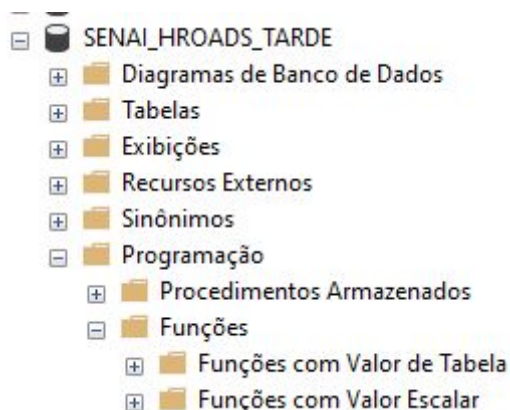 SENAI_HROADS_TARDE
Diagramas de Banco de Dados
Tabelas
Exibições
Recursos Externos
Sinônimos
Programação
Procedimentos Armazenados
Funções
Funções com Valor de Tabela
Funções com Valor Escalar